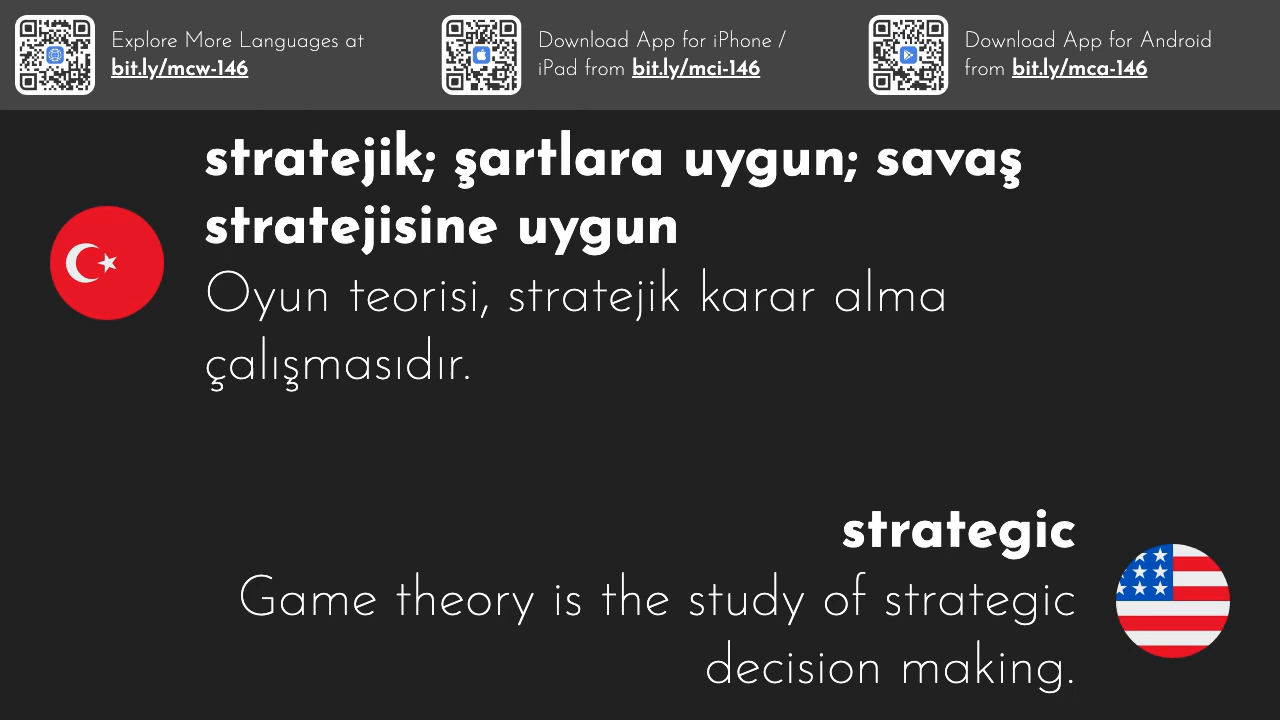 Explore More Languages at
bit.ly/mcw-146
Download App for iPhone /
iPad from bit.ly/mci-146
Download App for Android
from bit.ly/mca-146
stratejik; şartlara uygun; savaş
stratejisine uygun
Oyun teorisi, stratejik karar alma
çalışmasıdır.
strategic
Game theory is the study of strategic
decision making.